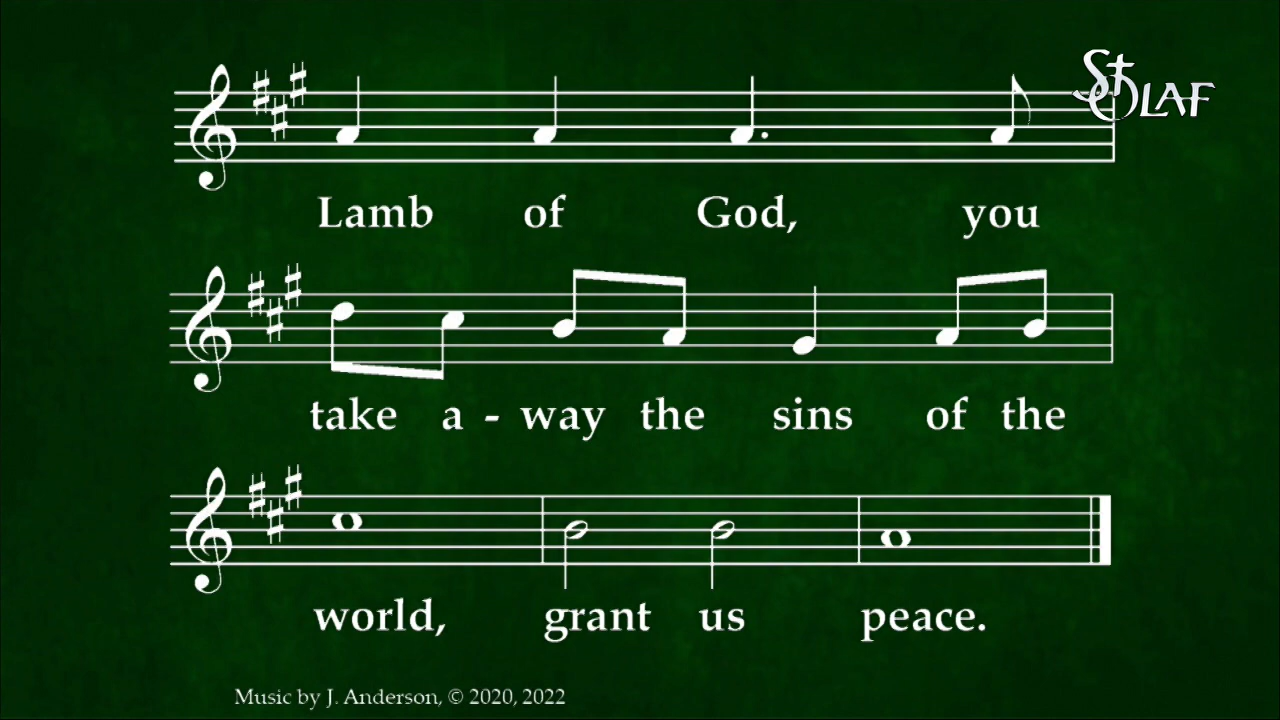 ST OLAF
Lamb of God, you
take a - way the sins of the
world, grant us peace.
Music by J. Anderson, © 2020, 2022